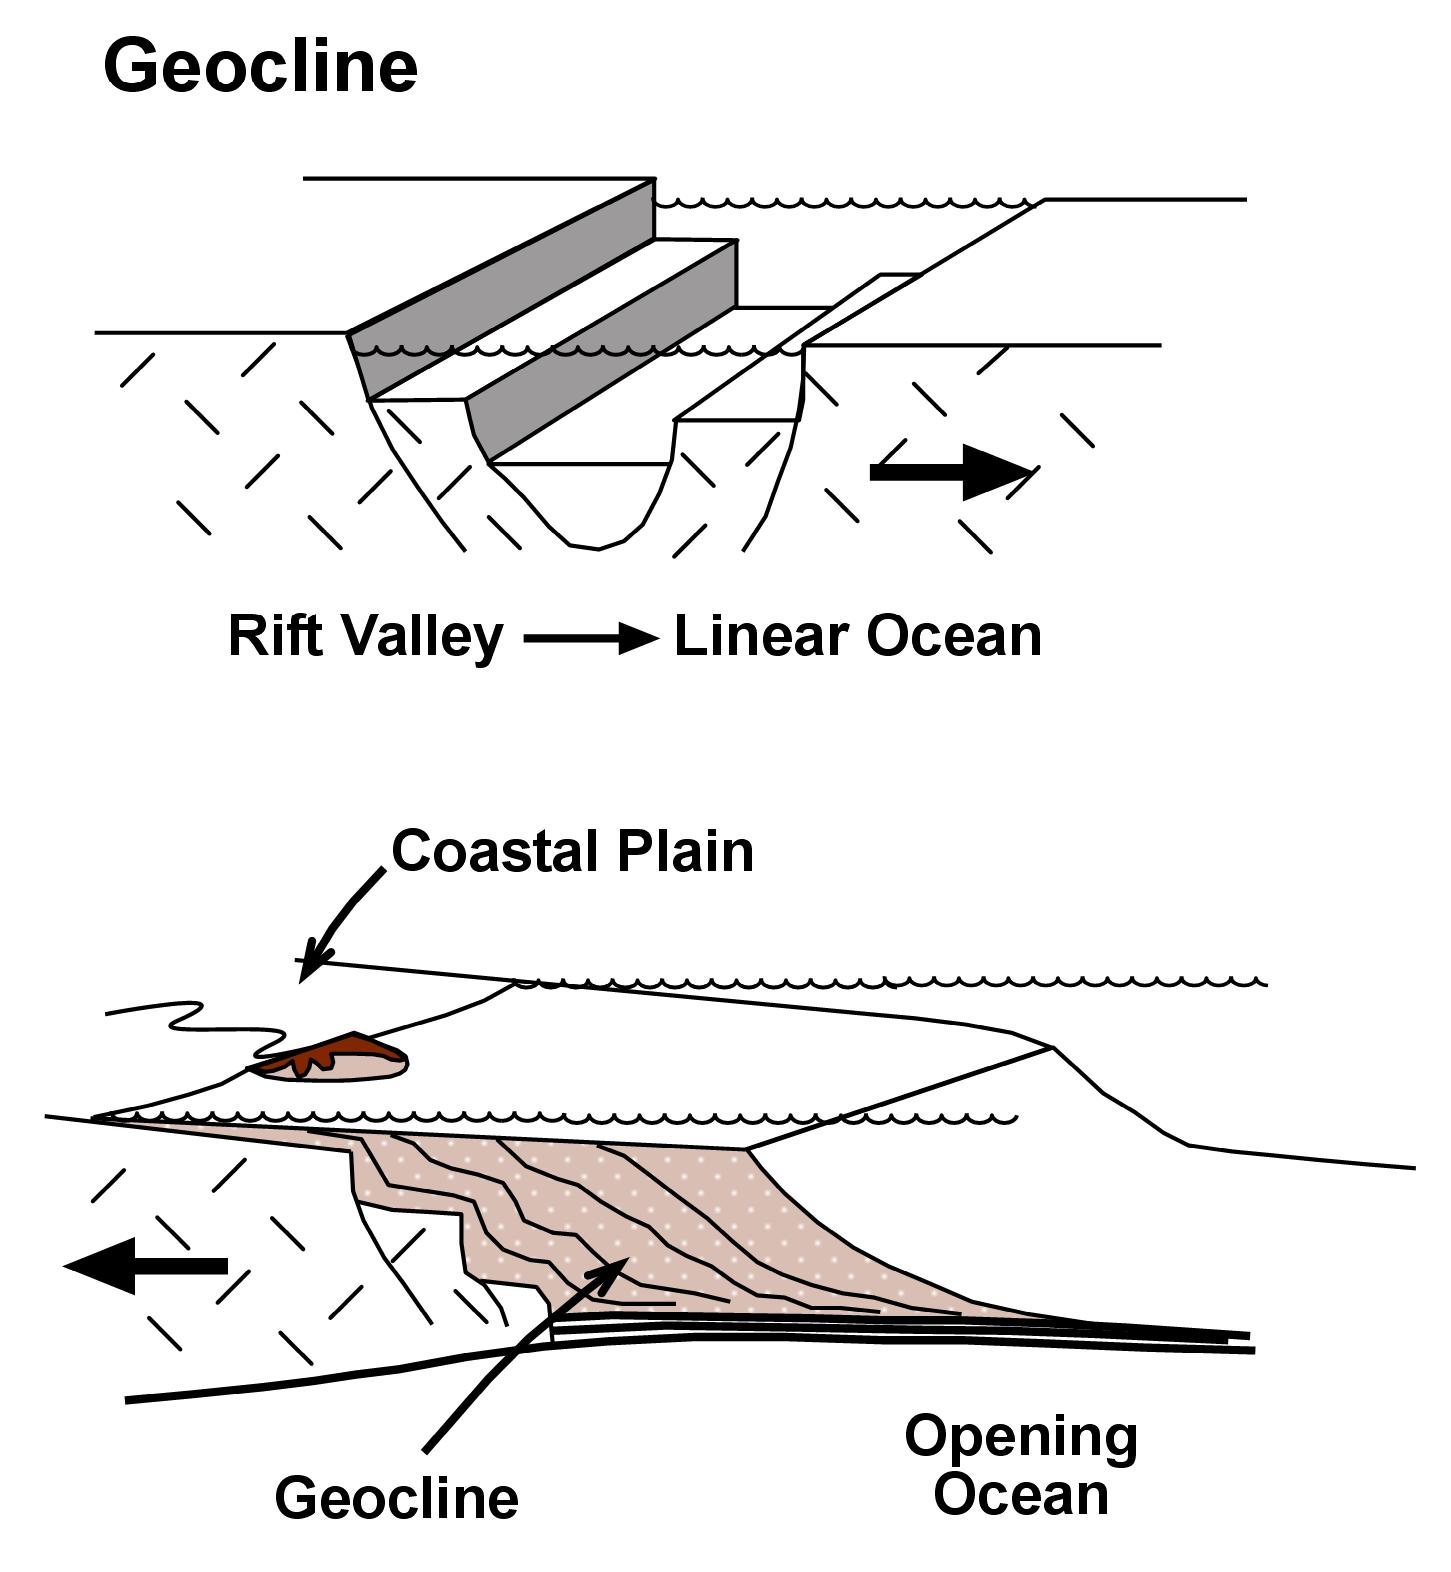 Geocline
Rift Valley Linear Ocean
Coastal Plain
Opening
Ocean
Geocline